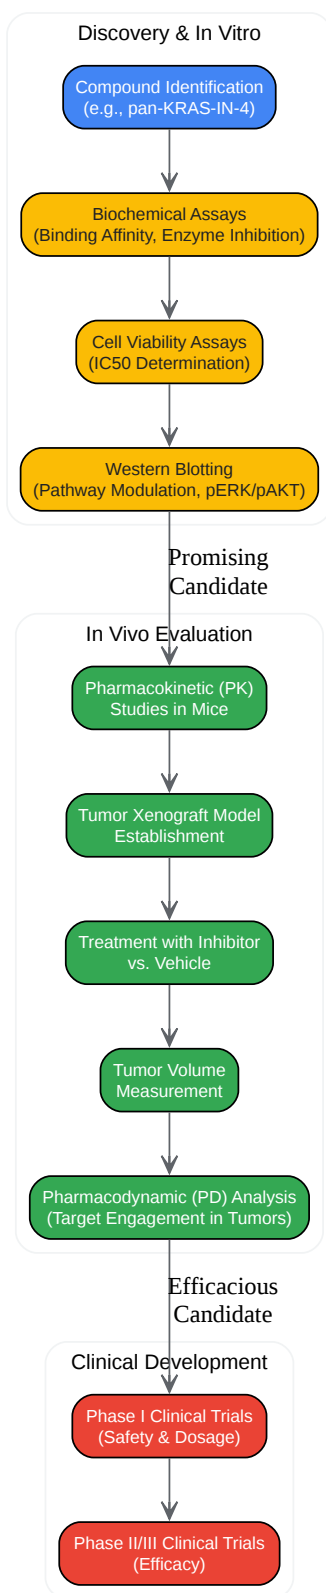 Discovery & In Vitro
Compound Identification
(e.g., pan-KRAS-IN-4)
Biochemical Assays
(Binding Affinity, Enzyme Inhibition)
Cell Viability Assays
(IC50 Determination)
Western Blotting
(Pathway Modulation, pERK/pAKT)
Promising
Candidate
In Vivo Evaluation
Pharmacokinetic (PK)
Studies in Mice
Tumor Xenograft Model
Establishment
Treatment with Inhibitor
vs. Vehicle
Tumor Volume
Measurement
Pharmacodynamic (PD) Analysis
(Target Engagement in Tumors)
Efficacious
Candidate
Clinical Development
Phase I Clinical Trials
(Safety & Dosage)
Phase II/III Clinical Trials
(Efficacy)